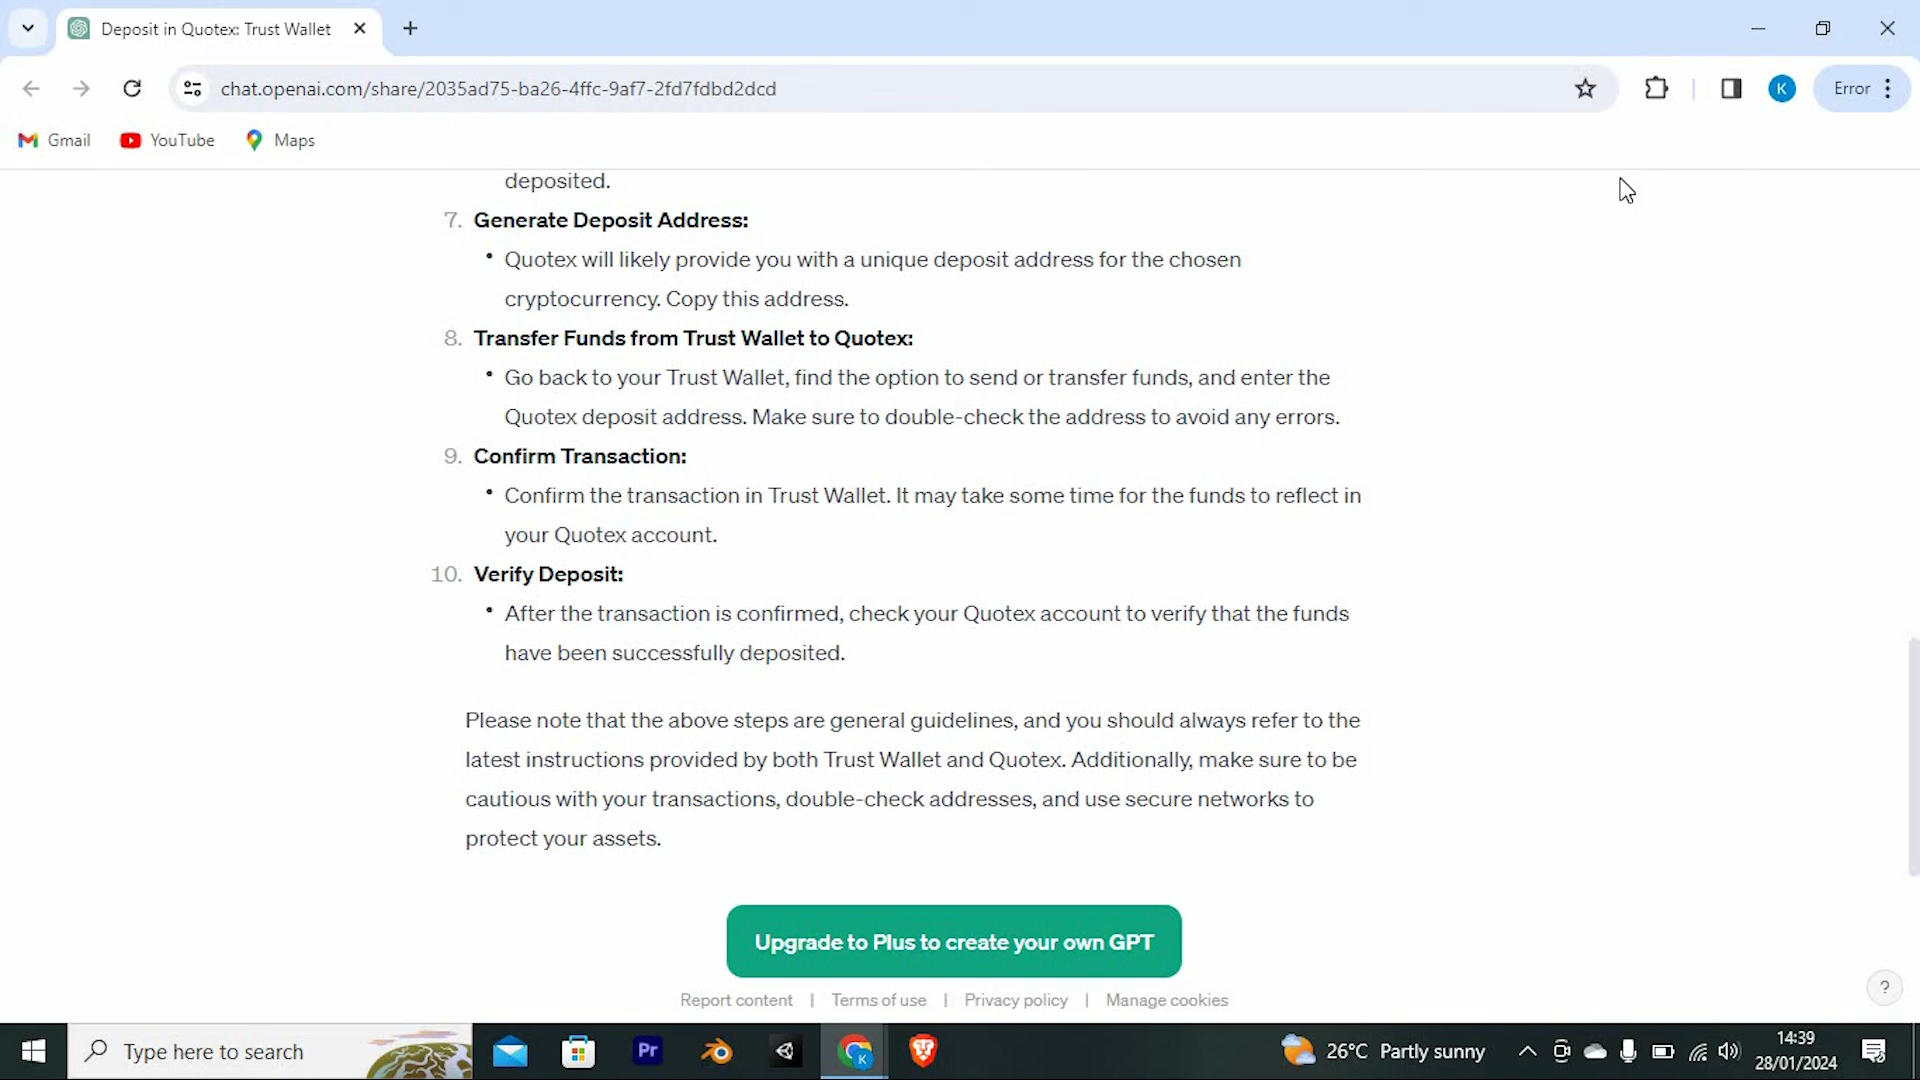 Deposit in Quotex: Trust Wallet
chat.openai.com/share/2035ad75-ba26-4ffc-9af7-2fd7fdbd2dcd
K
Error
Gmail
YouTube
Maps
deposited.
7. Generate Deposit Address:
• Quotex will likely provide you with a unique deposit address for the chosen
cryptocurrency. Copy this address.
8. Transfer Funds from Trust Wallet to Quotex:
• Go back to your Trust Wallet, find the option to send or transfer funds, and enter the
Quotex deposit address. Make sure to double-check the address to avoid any errors.
9. Confirm Transaction:
• Confirm the transaction in Trust Wallet. It may take some time for the funds to reflect in
your Quotex account.
10. Verify Deposit:
• After the transaction is confirmed, check your Quotex account to verify that the funds
have been successfully deposited.
Please note that the above steps are general guidelines, and you should always refer to the
latest instructions provided by both Trust Wallet and Quotex. Additionally, make sure to be
cautious with your transactions, double-check addresses, and use secure networks to
protect your assets.
Upgrade to Plus to create your own GPT
Report content | Terms of use | Privacy policy | Manage cookies
?
Type here to search
Pr
K
26°C Partly sunny
14:39
28/01/2024